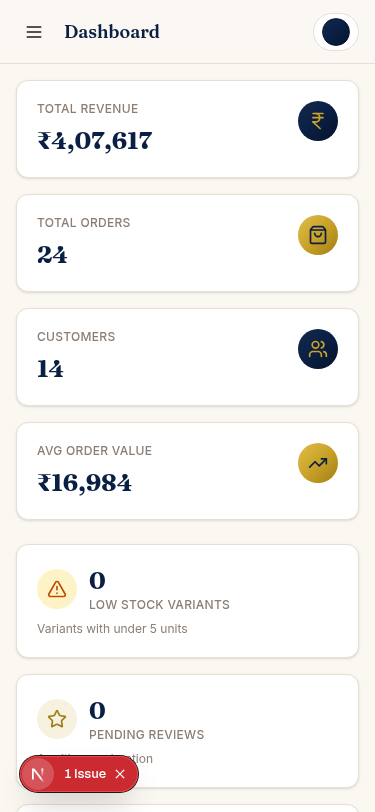 Dashboard
TOTAL REVENUE
₹4,07,617
TOTAL ORDERS
24
CUSTOMERS
14
AVG ORDER VALUE
₹16,984
0
LOW STOCK VARIANTS
Variants with under 5 units
0
PENDING REVIEWS
N
1 Issue